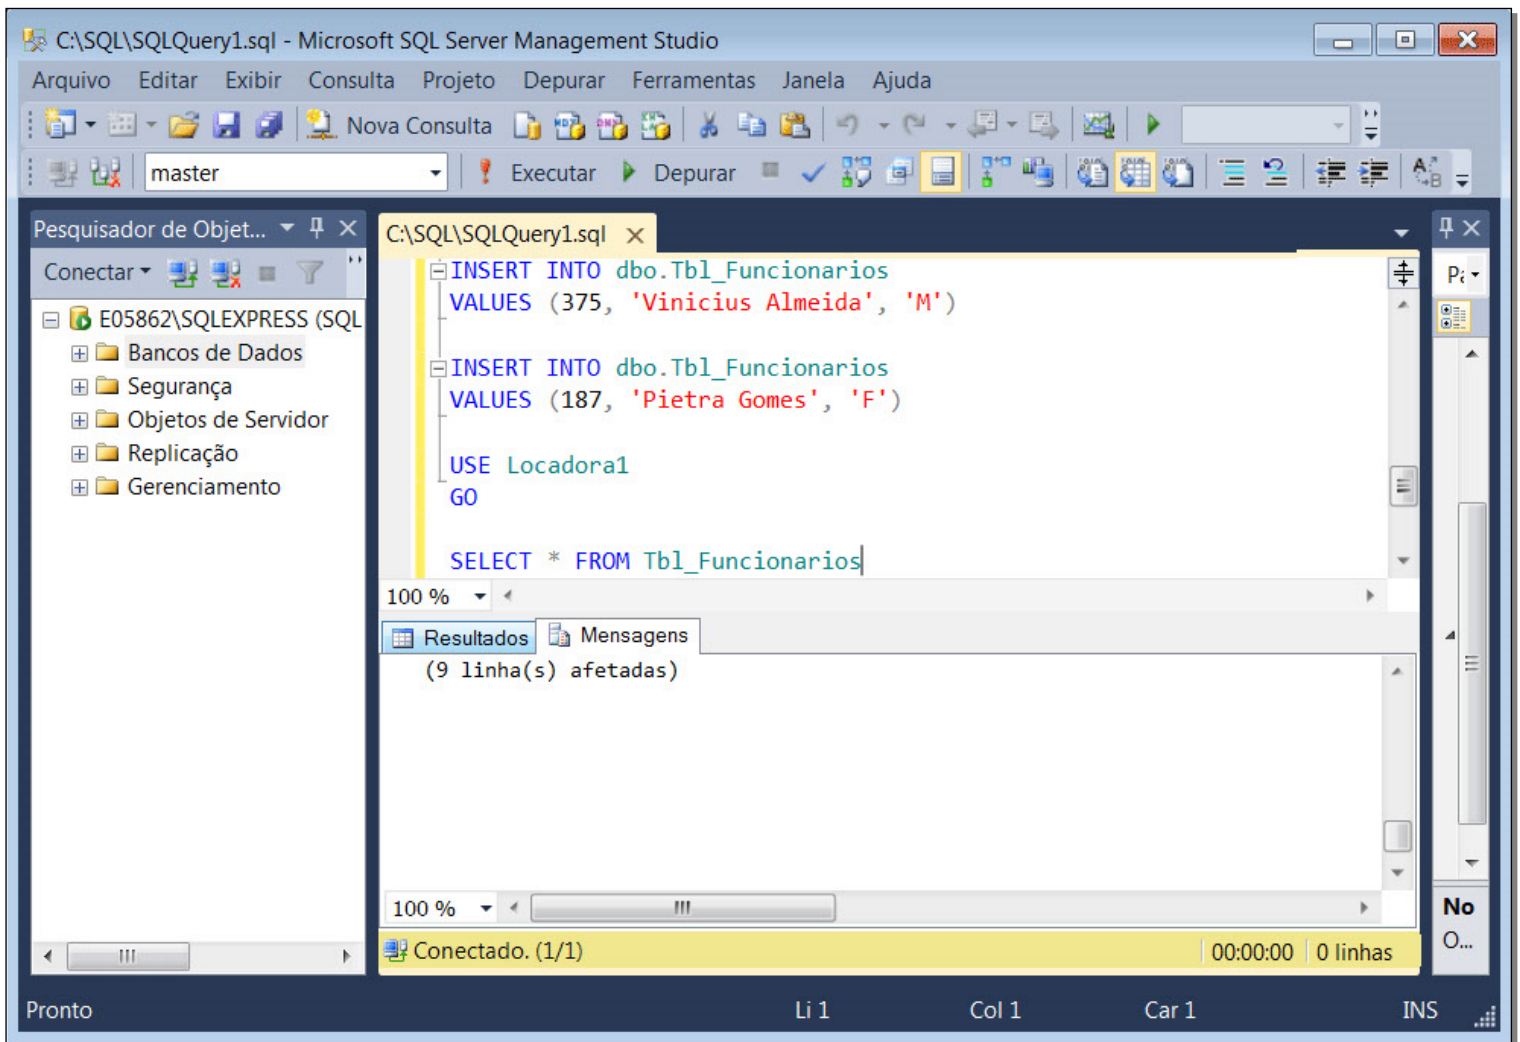 C:\SQL\SQLQuery1.sql - Microsoft SQL Server Management Studio
Arquivo Editar Exibir Consulta Projeto Depurar Ferramentas Janela Ajuda
Nova Consulta
master Executar Depurar
Pesquisador de Objet...
Conectar
E05862\SQLEXPRESS (SQL
Bancos de Dados
Segurança
Objetos de Servidor
Replicação
Gerenciamento
C:\SQL\SQLQuery1.sql
INSERT INTO dbo.Tbl_Funcionarios
VALUES (375, 'Vinicius Almeida', 'M')
INSERT INTO dbo.Tbl_Funcionarios
VALUES (187, 'Pietra Gomes', 'F')
USE Locadora1
GO
SELECT * FROM Tbl_Funcionarios
100 %
Resultados Mensagens
(9 linha(s) afetadas)
100 %
Conectado. (1/1) 00:00:00 0 linhas
No
O...
Pronto Li 1 Col 1 Car 1 INS